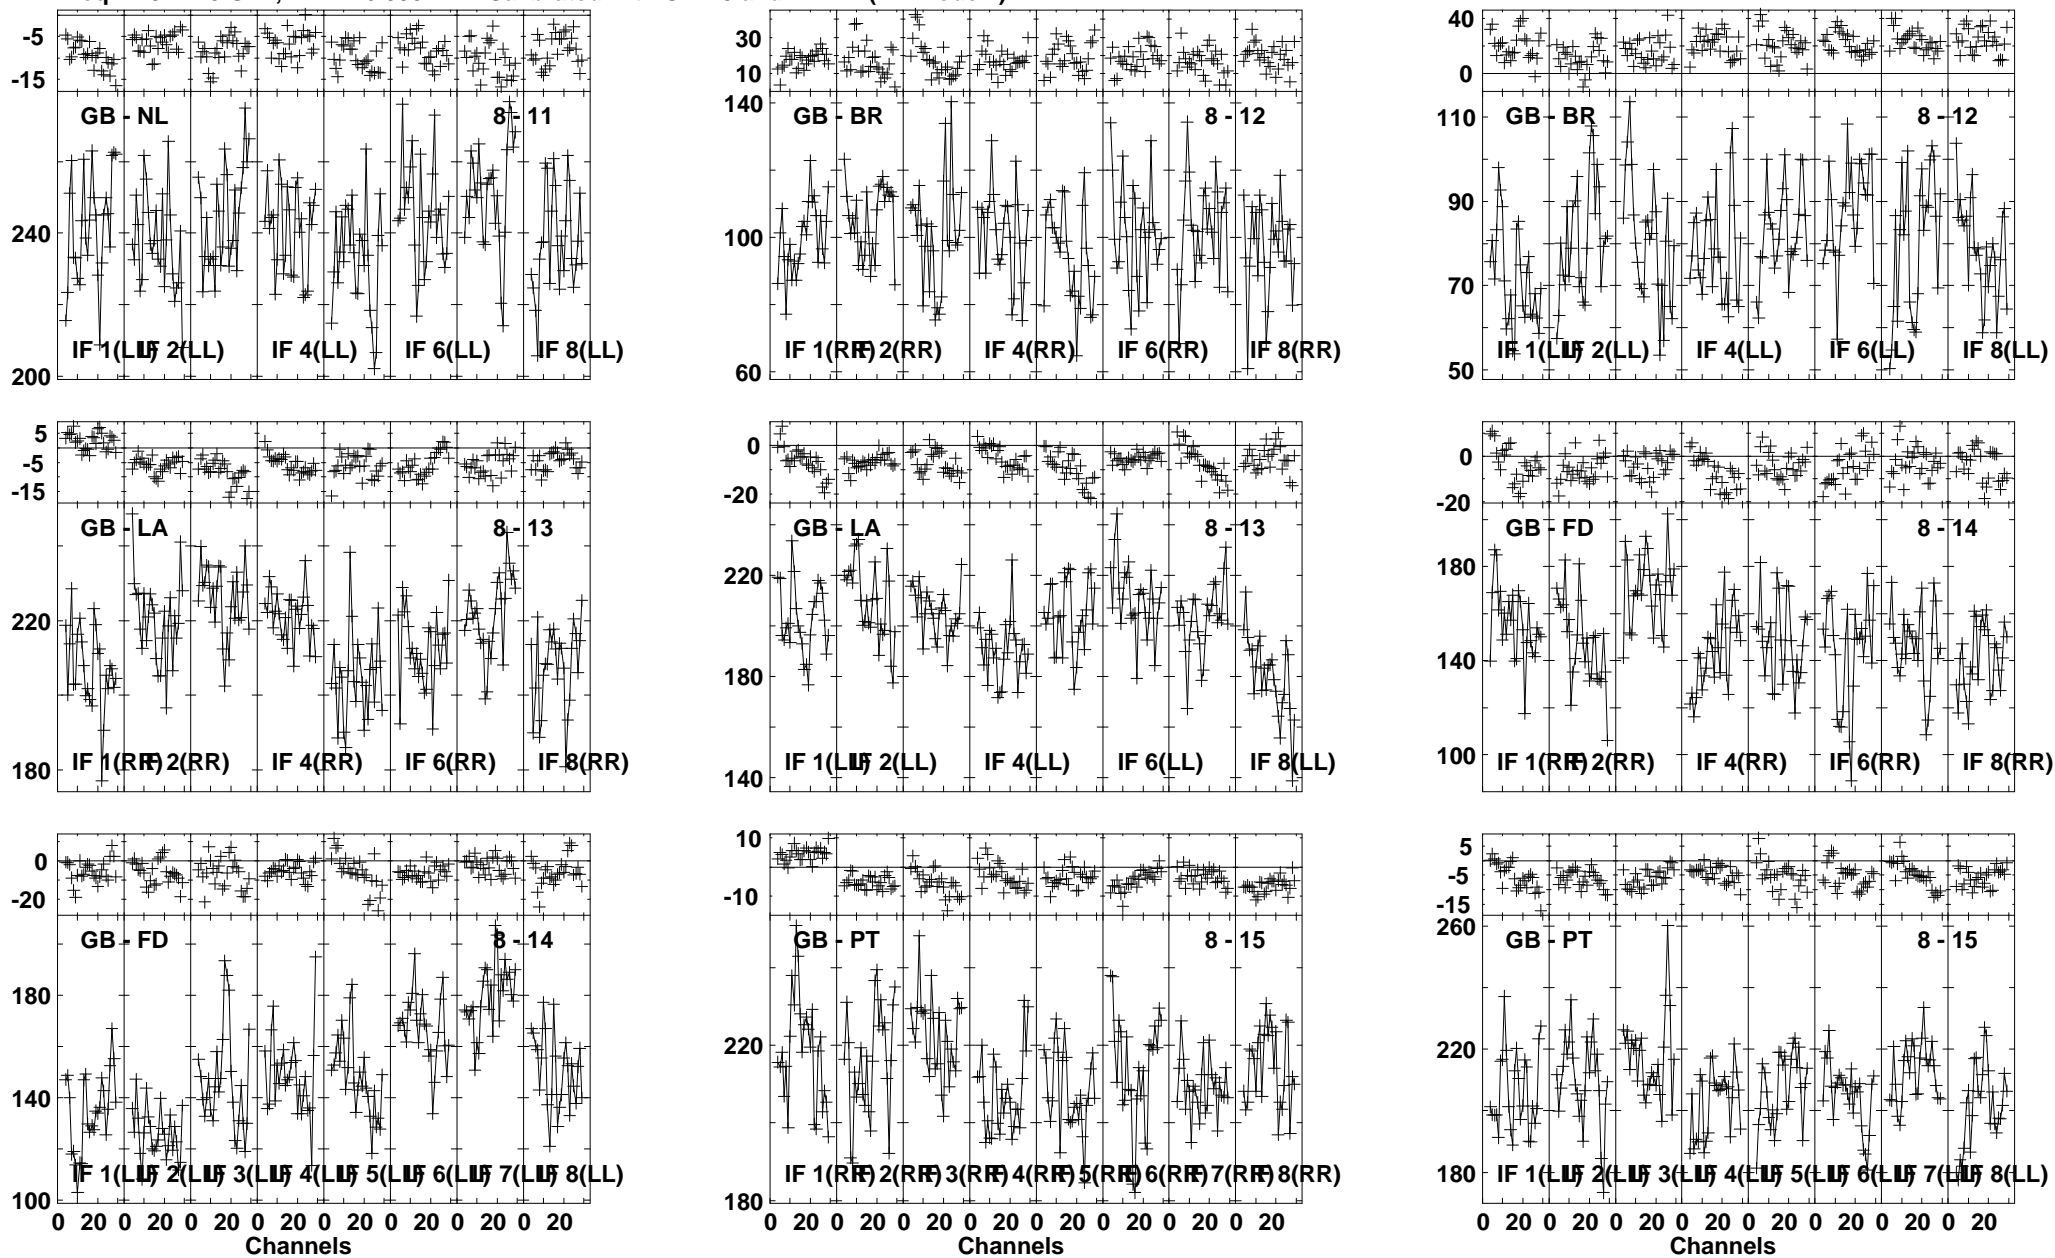 -5
-15
GB - NL 8 - 11
240
200
IF 1(LL) IF 2(LL) IF 4(LL) IF 6(LL) IF 8(LL)
30
10
140
GB - BR 8 - 12
100
60
IF 1(RR) IF 2(RR) IF 4(RR) IF 6(RR) IF 8(RR)
40
0
110
GB - BR 8 - 12
90
70
50
IF 1(LL) IF 2(LL) IF 4(LL) IF 6(LL) IF 8(LL)
5
-5
-15
GB - LA 8 - 13
220
180
IF 1(RR) IF 2(RR) IF 4(RR) IF 6(RR) IF 8(RR)
0
-20
GB - LA 8 - 13
220
180
140
IF 1(LL) IF 2(LL) IF 4(LL) IF 6(LL) IF 8(LL)
0
-20
GB - FD 8 - 14
180
140
100
IF 1(RR) IF 2(RR) IF 4(RR) IF 6(RR) IF 8(RR)
0
-20
GB - FD 8 - 14
180
140
100
IF 1(LL) IF 2(LL) IF 3(LL) IF 4(LL) IF 5(LL) IF 6(LL) IF 7(LL) IF 8(LL)
0 20 0 20 0 20 0 20 0 20 0 20 0 20 0 20
Channels
10
-10
GB - PT 8 - 15
220
180
IF 1(RR) IF 2(RR) IF 3(RR) IF 4(RR) IF 5(RR) IF 6(RR) IF 7(RR) IF 8(RR)
0 20 0 20 0 20 0 20 0 20 0 20 0 20 0 20
Channels
5
-5
-15
260
GB - PT 8 - 15
220
180
IF 1(LL) IF 2(LL) IF 3(LL) IF 4(LL) IF 5(LL) IF 6(LL) IF 7(LL) IF 8(LL)
0 20 0 20 0 20 0 20 0 20 0 20 0 20 0 20
Channels